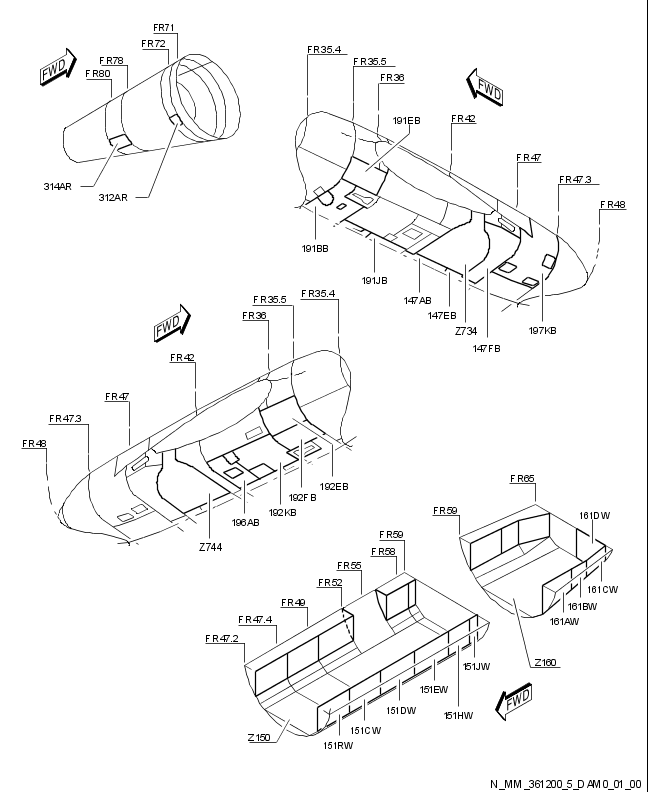 FWD
FR71
FR72
FR78
FR80
314AR
312AR
FR35.4
FR35.5
FR36
FWD
191EB
FR42
FR47
FR47.3
FR48
191BB
191JB
147AB
147EB
Z734
147FB
197KB
FWD
FR35.4
FR35.5
FR36
FR42
FR47
FR47.3
FR48
192EB
192FB
192KB
196AB
Z744
FR65
FR59
161DW
161CW
161BW
161AW
Z160
FR59
FR58
FR55
FR52
FR49
FR47.4
FR47.2
151JW
151EW
151HW
151DW
151CW
151RW
Z150
FWD
N_MM_361200_5_DAM0_01_00